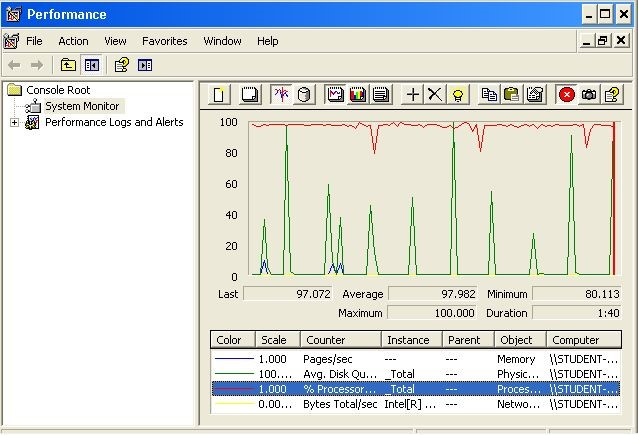 Performance
File Action View Favorites Window Help
Console Root
System Monitor
Performance Logs and Alerts
100
80
60
40
20
0
Last 97.072 Average 97.982 Minimum 80.113
Maximum 100.000 Duration 1:40
Color Scale Counter Instance Parent Object Computer
1.000 Pages/sec --- --- Memory \\STUDENT-...
100.... Avg. Disk Qu... _Total --- Physic... \\STUDENT-...
1.000 % Processor... _Total --- Proces... \\STUDENT-...
0.00... Bytes Total/sec Intel[R] ... --- Netwo... \\STUDENT-...